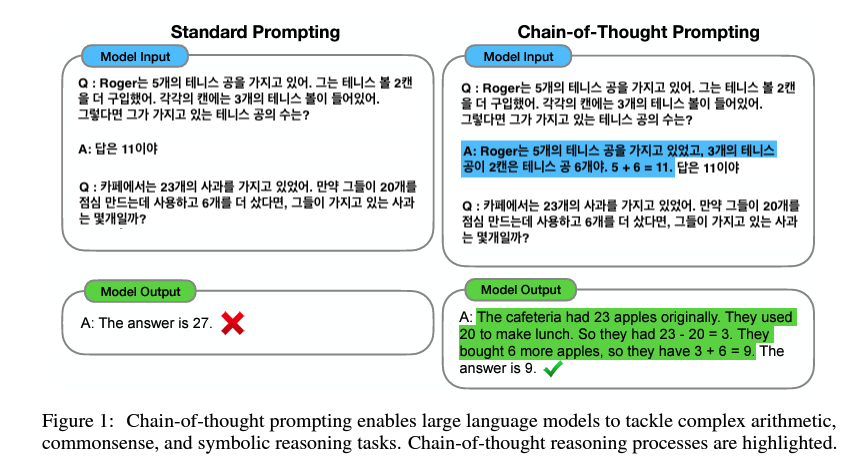 Standard Prompting
Model Input
Q : Roger는 5개의 테니스 공을 가지고 있어. 그는 테니스 볼 2캔
을 더 구입했어. 각각의 캔에는 3개의 테니스 볼이 들어있어.
그렇다면 그가 가지고 있는 테니스 공의 수는?
A: 답은 11이야
Q : 카페에서는 23개의 사과를 가지고 있었어. 만약 그들이 20개를
점심 만드는데 사용하고 6개를 더 샀다면, 그들이 가지고 있는 사과
는 몇개일까?
Model Output
A: The answer is 27.
Chain-of-Thought Prompting
Model Input
Q : Roger는 5개의 테니스 공을 가지고 있어. 그는 테니스 볼 2캔
을 더 구입했어. 각각의 캔에는 3개의 테니스 볼이 들어있어.
그렇다면 그가 가지고 있는 테니스 공의 수는?
A: Roger는 5개의 테니스 공을 가지고 있었고, 3개의 테니스
공이 2캔은 테니스 공 6개야. 5 + 6 = 11. 답은 11이야
Q : 카페에서는 23개의 사과를 가지고 있었어. 만약 그들이 20개를
점심 만드는데 사용하고 6개를 더 샀다면, 그들이 가지고 있는 사과
는 몇개일까?
Model Output
A: The cafeteria had 23 apples originally. They used
20 to make lunch. So they had 23 - 20 = 3. They
bought 6 more apples, so they have 3 + 6 = 9. The
answer is 9.
Figure 1: Chain-of-thought prompting enables large language models to tackle complex arithmetic,
commonsense, and symbolic reasoning tasks. Chain-of-thought reasoning processes are highlighted.